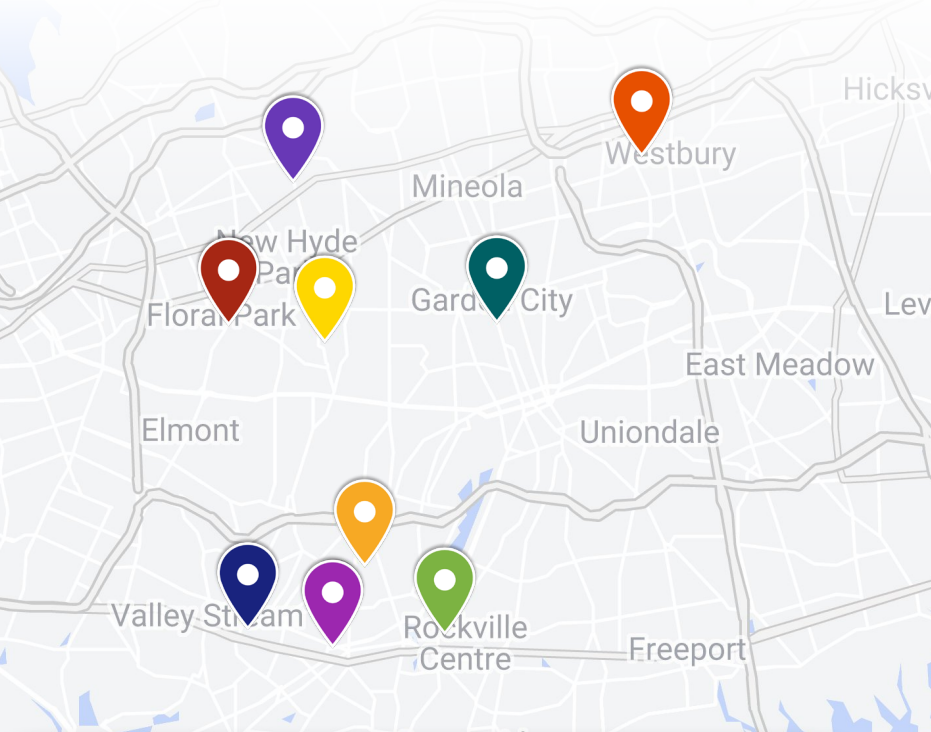 Hicksv
Westbury
Mineola
New Hyde
Park
Floral Park
Garden City
Lev
East Meadow
Elmont
Uniondale
Valley Stream
Rockville
Centre
Freeport